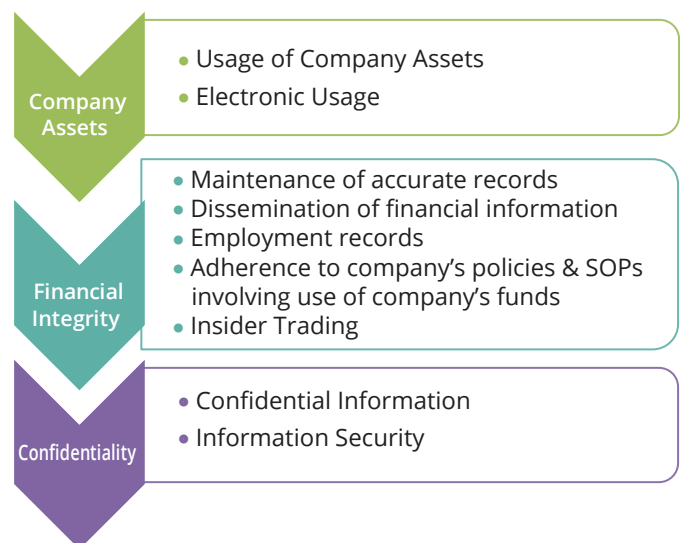 Company
Assets
• Usage of Company Assets
• Electronic Usage
Financial
Integrity
• Maintenance of accurate records
• Dissemination of financial information
• Employment records
• Adherence to company’s policies & SOPs
involving use of company’s funds
• Insider Trading
Confidentiality
• Confidential Information
• Information Security